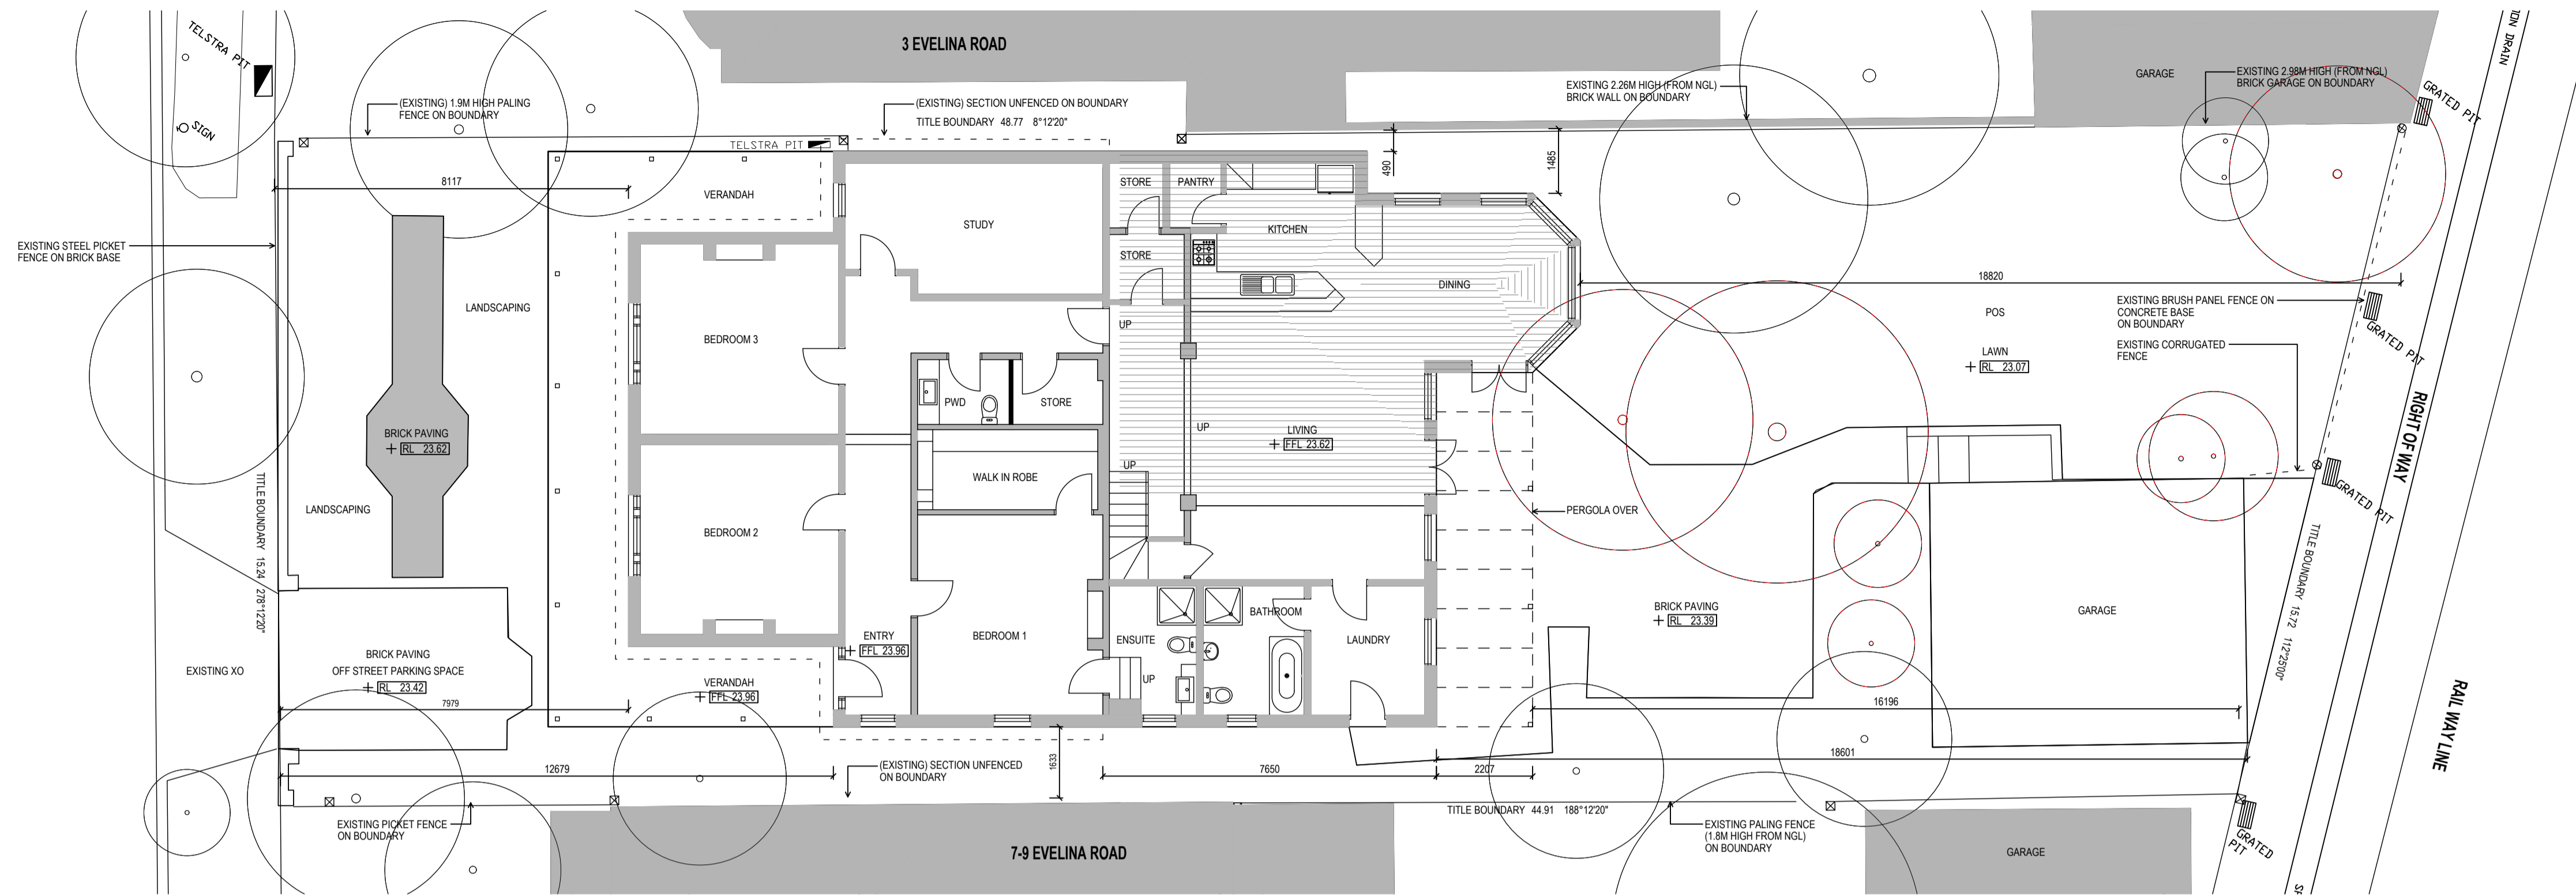 3 EVELINA ROAD
TELSTRA PIT
SIGN
(EXISTING) 1.9M HIGH PALING
FENCE ON BOUNDARY
(EXISTING) SECTION UNFENCED ON BOUNDARY
TITLE BOUNDARY 48.77 8°12'20"
EXISTING 2.26M HIGH (FROM NGL)
BRICK WALL ON BOUNDARY
GARAGE
EXISTING 2.98M HIGH (FROM NGL)
BRICK GARAGE ON BOUNDARY
GRATED PIT
DRAIN
TELSTRA PIT
490
1485
8117
VERANDAH
STORE
PANTRY
STUDY
KITCHEN
EXISTING STEEL PICKET
FENCE ON BRICK BASE
STORE
DINING
18820
LANDSCAPING
POS
EXISTING BRUSH PANEL FENCE ON
CONCRETE BASE
ON BOUNDARY
GRATED PIT
UP
BEDROOM 3
LAWN
RL 23.07
EXISTING CORRUGATED
FENCE
PWD
STORE
BRICK PAVING
RL 23.62
UP
LIVING
FFL 23.62
RIGHT OF WAY
UP
WALK IN ROBE
LANDSCAPING
GRATED PIT
PERGOLA OVER
BEDROOM 2
TITLE BOUNDARY 15.24 278°12'20"
TITLE BOUNDARY 15.72 112°25'00"
BRICK PAVING
RL 23.39
GARAGE
ENTRY
FFL 23.96
BEDROOM 1
ENSUITE
BATHROOM
LAUNDRY
EXISTING XO
BRICK PAVING
OFF STREET PARKING SPACE
RL 23.42
VERANDAH
FFL 23.96
UP
7979
16196
RAIL WAY LINE
18601
12679
(EXISTING) SECTION UNFENCED
ON BOUNDARY
1633
7650
2207
TITLE BOUNDARY 44.91 188°12'20"
EXISTING PICKET FENCE
ON BOUNDARY
EXISTING PALING FENCE
(1.8M HIGH FROM NGL)
ON BOUNDARY
GRATED
PIT
7-9 EVELINA ROAD
GARAGE